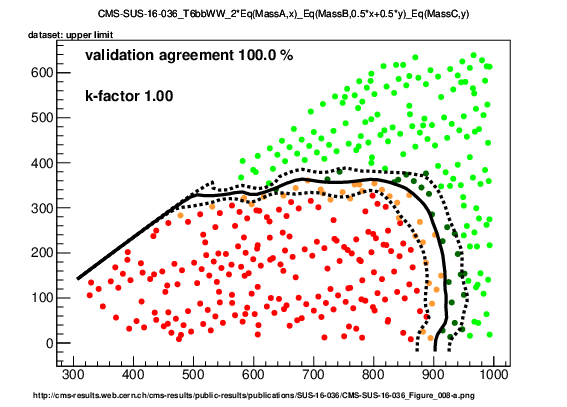 CMS-SUS-16-036_T6bbWW_2*Eq(MassA,x)_Eq(MassB,0.5*x+0.5*y)_Eq(MassC,y)
dataset: upper limit
validation agreement 100.0 %
k-factor 1.00
600
500
400
300
200
100
0
300 400 500 600 700 800 900 1000
http://cms-results.web.cern.ch/cms-results/public-results/publications/SUS-16-036/CMS-SUS-16-036_Figure_008-a.png